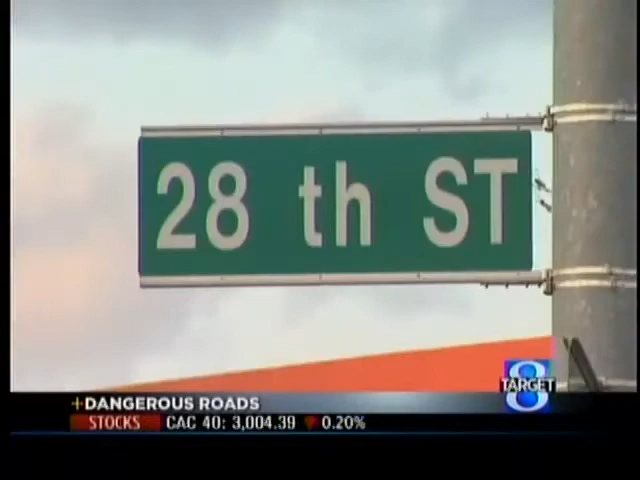 28 th ST
8
TARGET
+DANGEROUS ROADS
STOCKS CAC 40: 3,004.39 ▼ 0.20%